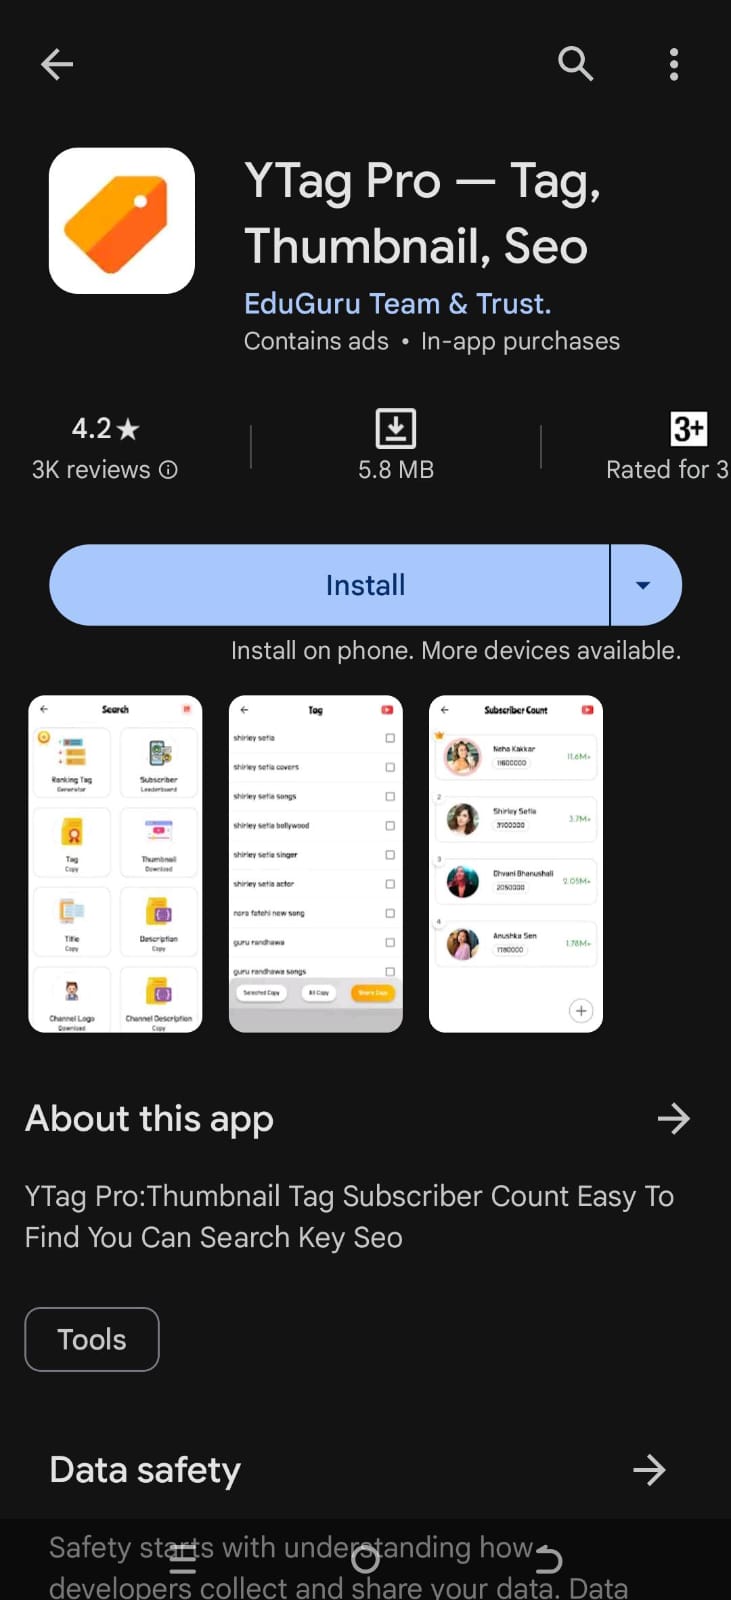 YTag Pro — Tag,
Thumbnail, Seo
EduGuru Team & Trust.
Contains ads • In-app purchases
4.2★
3K reviews
5.8 MB
3+
Rated for 3
Install
Install on phone. More devices available.
Search
Ranking Tag
Generator
Subscriber
Leaderboard
Tag
Copy
Thumbnail
Download
Title
Copy
Description
Copy
Channel Logo
Download
Channel Description
Copy
Tag
shirley setia
shirley setia covers
shirley setia songs
shirley setia bollywood
shirley setia singer
shirley setia actor
nora fatehi new song
guru randhawa
guru randhawa songs
Selected Copy
All Copy
Share Copy
Subscriber Count
Neha Kakkar
11600000
11.6M+
2
Shirley Setia
3700000
3.7M+
3
Dhvani Bhanushali
2050000
2.05M+
4
Anushka Sen
1780000
1.78M+
About this app
YTag Pro:Thumbnail Tag Subscriber Count Easy To
Find You Can Search Key Seo
Tools
Data safety
Safety starts with understanding how
developers collect and share your data. Data